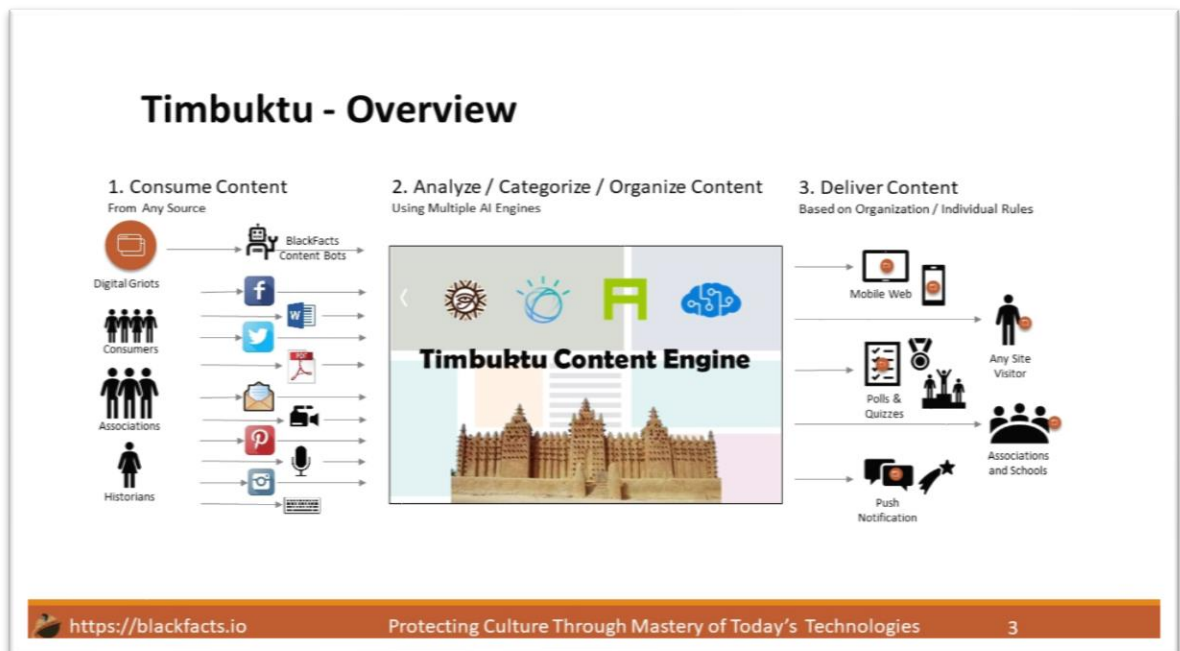 Timbuktu - Overview
1. Consume Content
From Any Source
Digital Griots
BlackFacts
Content Bots
Consumers
Associations
Historians
f
W
PDF
2. Analyze / Categorize / Organize Content
Using Multiple AI Engines
Timbuktu Content Engine
3. Deliver Content
Based on Organization / Individual Rules
Mobile Web
Any Site
Visitor
Polls &
Quizzes
Associations
and Schools
Push
Notification
https://blackfacts.io
Protecting Culture Through Mastery of Today's Technologies
3